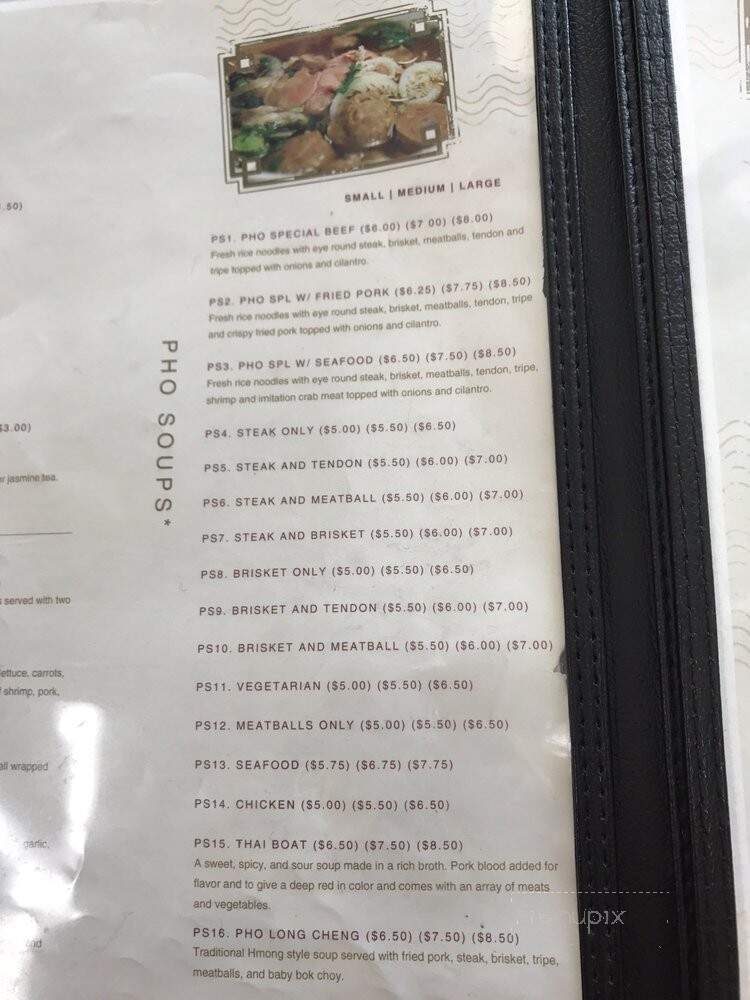 SMALL | MEDIUM | LARGE
PS1. PHO SPECIAL BEEF ($6.00) ($7 00) ($8.00)
Fresh rice noodles with eye round steak, brisket, meatballs, tendon and
tripe topped with onions and cilantro.
PS2. PHO SPL W/ FRIED PORK ($6.25) ($7.75) ($8.50)
Fresh rice noodles with eye round steak, brisket, meatballs, tendon, tripe
and crispy fried pork topped with onions and cilantro.
PS3. PHO SPL W/ SEAFOOD ($6.50) ($7.50) ($8.50)
Fresh rice noodles with eye round steak, brisket, meatballs, tendon, tripe,
shrimp and imitation crab meat topped with onions and cilantro.
PS4. STEAK ONLY ($5.00) ($5.50) ($6.50)
PS5. STEAK AND TENDON ($5.50) ($6.00) ($7.00)
PS6. STEAK AND MEATBALL ($5.50) ($6.00) ($7.00)
PS7. STEAK AND BRISKET ($5.50) ($6.00) ($7.00)
PS8. BRISKET ONLY ($5.00) ($5.50) ($6.50)
PS9. BRISKET AND TENDON ($5.50) ($6.00) ($7.00)
PS10. BRISKET AND MEATBALL ($5.50) ($6.00) ($7.00)
PS11. VEGETARIAN ($5.00) ($5.50) ($6.50)
PS12. MEATBALLS ONLY ($5.00) ($5.50) ($6.50)
PS13. SEAFOOD ($5.75) ($6.75) ($7.75)
PS14. CHICKEN ($5.00) ($5.50) ($6.50)
PS15. THAI BOAT ($6.50) ($7.50) ($8.50)
A sweet, spicy, and sour soup made in a rich broth. Pork blood added for
flavor and to give a deep red in color and comes with an array of meats
and vegetables.
PS16. PHO LONG CHENG ($6.50) ($7.50) ($8.50)
Traditional Hmong style soup served with fried pork, steak, brisket, tripe,
meatballs, and baby bok choy.
PHO SOUPS*
.50)
$3.00)
jasmine tea.
served with two
lettuce, carrots,
shrimp, pork,
wrapped
garlic,
and